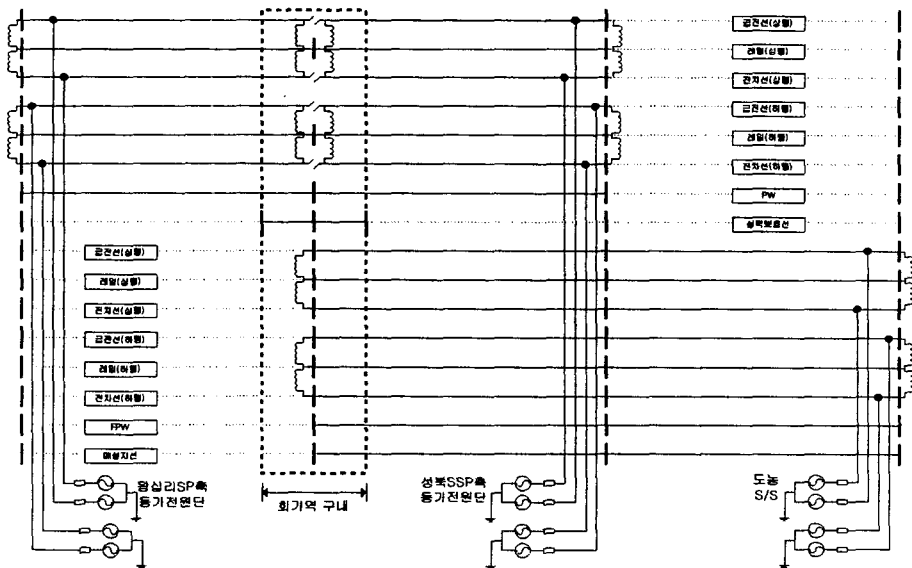 급전선(상행)
레일(상행)
전차선(상행)
급전선(하행)
레일(하행)
전차선(하행)
PW
섬락보호선
급전선(상행)
레일(상행)
전차선(상행)
급전선(하행)
레일(하행)
전차선(하행)
FPW
매설지선
왕십리SP측
등가전원단
회기역 구내
성북SSP측
등가전원단
도농
S/S